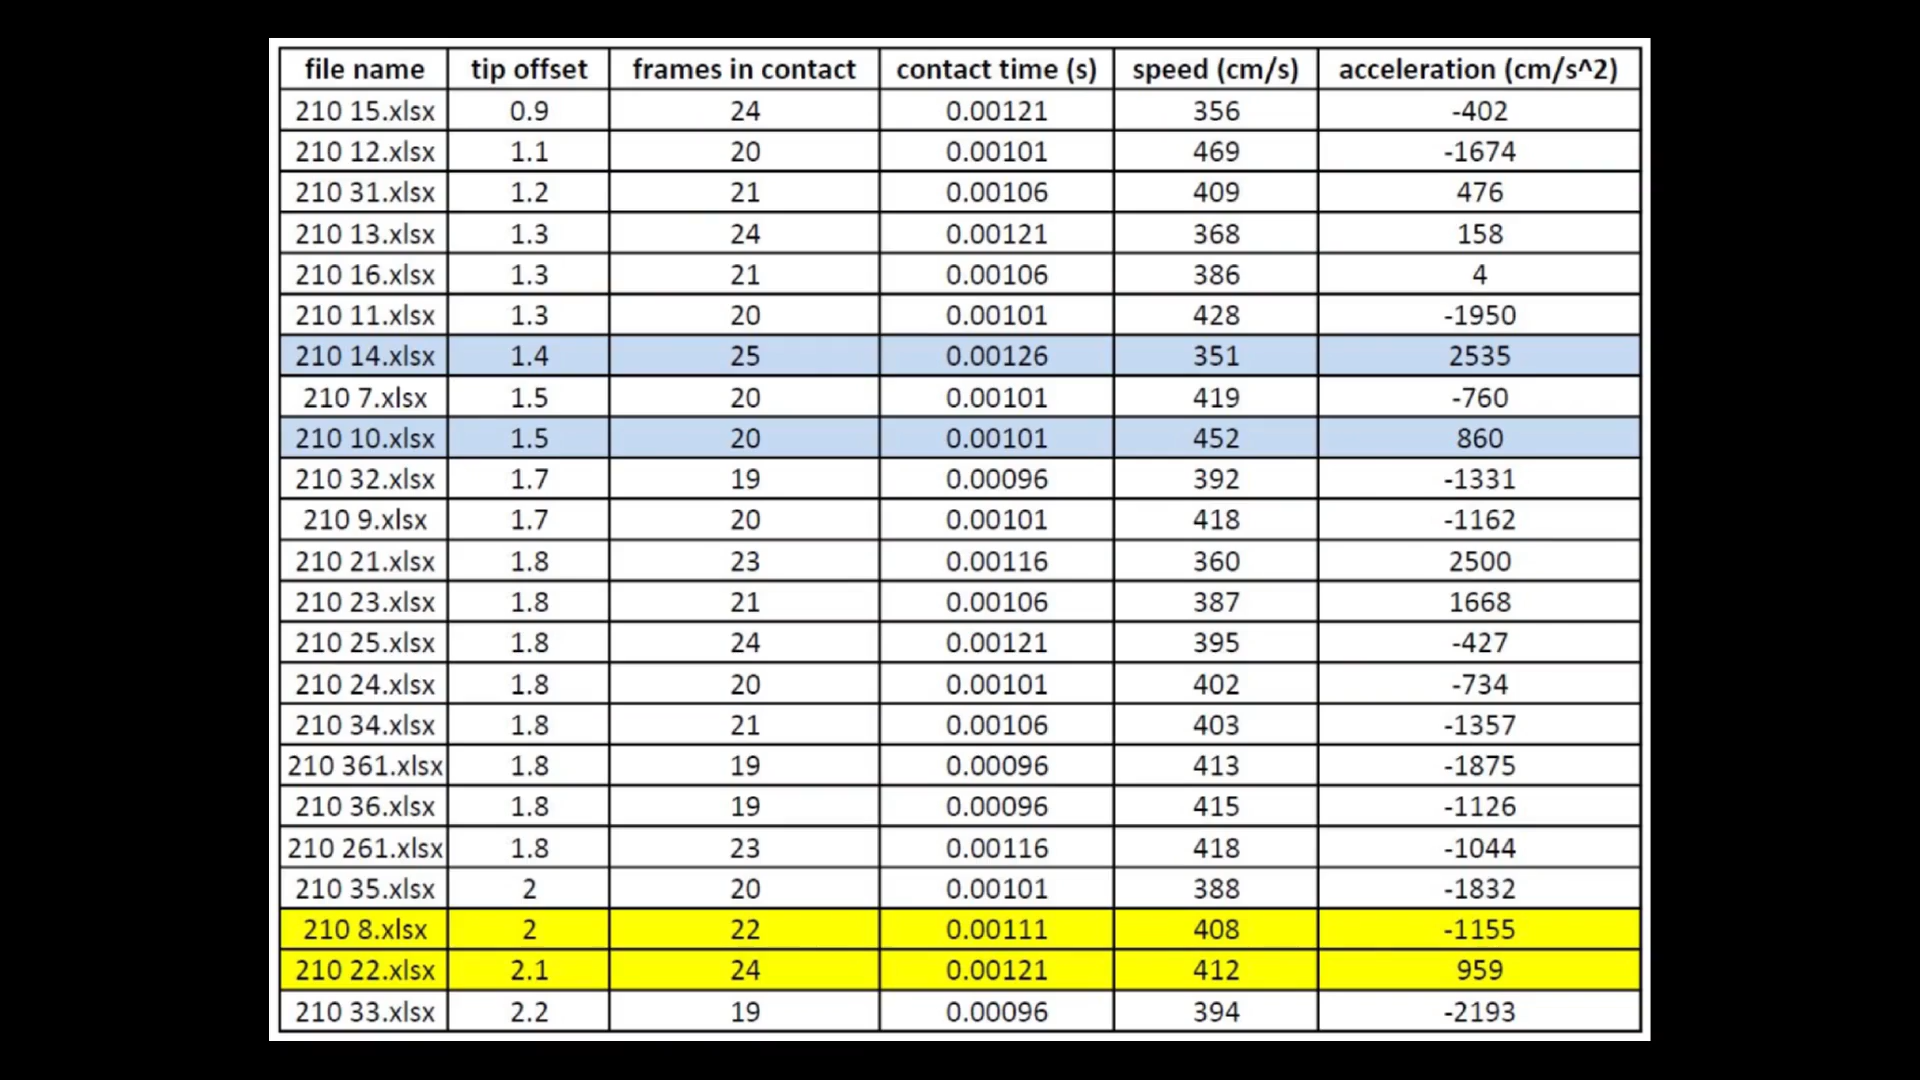 file name tip offset frames in contact contact time (s) speed (cm/s) acceleration (cm/s^2)
210 15.xlsx 0.9 24 0.00121 356 -402
210 12.xlsx 1.1 20 0.00101 469 -1674
210 31.xlsx 1.2 21 0.00106 409 476
210 13.xlsx 1.3 24 0.00121 368 158
210 16.xlsx 1.3 21 0.00106 386 4
210 11.xlsx 1.3 20 0.00101 428 -1950
210 14.xlsx 1.4 25 0.00126 351 2535
210 7.xlsx 1.5 20 0.00101 419 -760
210 10.xlsx 1.5 20 0.00101 452 860
210 32.xlsx 1.7 19 0.00096 392 -1331
210 9.xlsx 1.7 20 0.00101 418 -1162
210 21.xlsx 1.8 23 0.00116 360 2500
210 23.xlsx 1.8 21 0.00106 387 1668
210 25.xlsx 1.8 24 0.00121 395 -427
210 24.xlsx 1.8 20 0.00101 402 -734
210 34.xlsx 1.8 21 0.00106 403 -1357
210 361.xlsx 1.8 19 0.00096 413 -1875
210 36.xlsx 1.8 19 0.00096 415 -1126
210 261.xlsx 1.8 23 0.00116 418 -1044
210 35.xlsx 2 20 0.00101 388 -1832
210 8.xlsx 2 22 0.00111 408 -1155
210 22.xlsx 2.1 24 0.00121 412 959
210 33.xlsx 2.2 19 0.00096 394 -2193